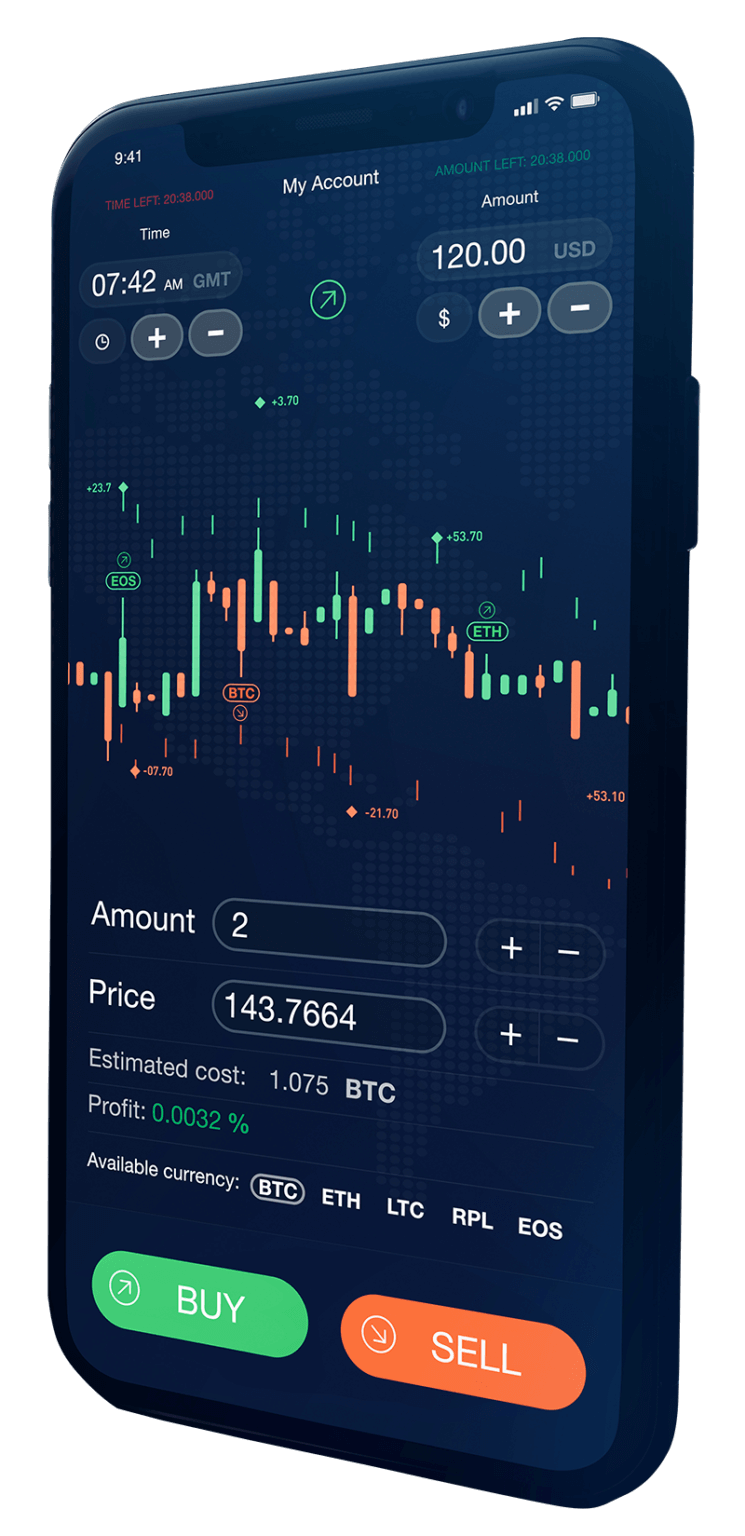 9:41
TIME LEFT: 20:38.000
My Account
AMOUNT LEFT: 20:38.000
Time
Amount
07:42 AM GMT
120.00 USD
+ −
$ + −
+3.70
+23.7
+53.70
EOS
ETH
BTC
-07.70
-21.70
+53.10
Amount 2 + −
Price 143.7664 + −
Estimated cost: 1.075 BTC
Profit: 0.0032 %
Available currency: BTC ETH LTC RPL EOS
BUY
SELL